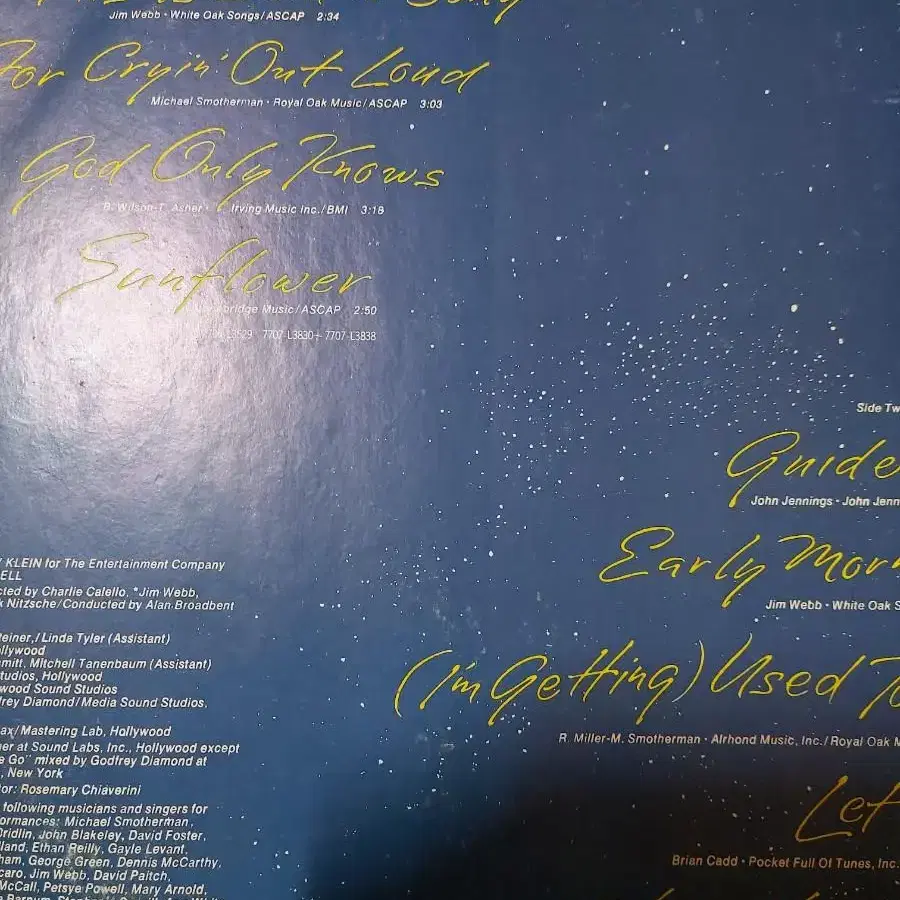 Jim Webb • White Oak Songs/ASCAP 2:34
For Cryin' Out Loud
Michael Smotherman • Royal Oak Music/ASCAP 3:03
God Only Knows
B. Wilson-T. Asher • Irving Music Inc./BMI 3:18
Sunflower
bridge Music/ASCAP 2:50
7707-L3830 – 7707-L3838
Side Tw
Guide
John Jennings • John Jenn
Early Morn
Jim Webb • White Oak S
(I'm Getting) Used To
R. Miller-M. Smotherman • Alrhond Music, Inc./Royal Oak M
Let
Brian Cadd • Pocket Full Of Tunes, Inc.
KLEIN for The Entertainment Company
ELL
cted by Charlie Calello, *Jim Webb,
k Nitzsche/Conducted by Alan Broadbent
teiner,/Linda Tyler (Assistant)
llywood
mitt, Mitchell Tanenbaum (Assistant)
tudios, Hollywood
wood Sound Studios
frey Diamond/Media Sound Studios,
ax/Mastering Lab, Hollywood
er at Sound Labs, Inc., Hollywood except
e Go" mixed by Godfrey Diamond at
, New York
or: Rosemary Chiaverini
following musicians and singers for
ormances: Michael Smotherman,
Dridlin, John Blakeley, David Foster,
lland, Ethan Reilly, Gayle Levant,
ham, George Green, Dennis McCarthy,
caro, Jim Webb, David Paitch,
McCall, Petsye Powell, Mary Arnold,